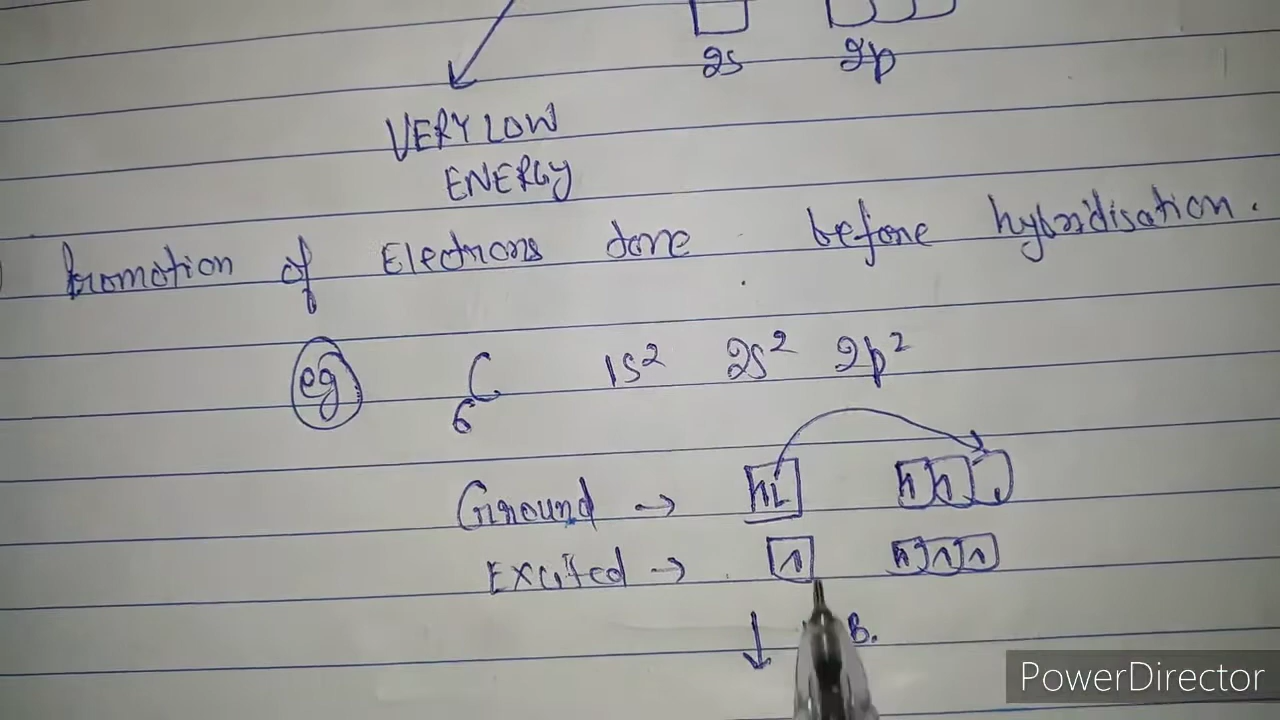 2s 2p
VERY LOW
ENERGY
Promotion of Electrons done before hybridisation.
eg 6C 1s² 2s² 2p²
Ground → ↑↓ ↑ ↑
Excited → ↑ ↑ ↑ ↑
↓ B.
PowerDirector